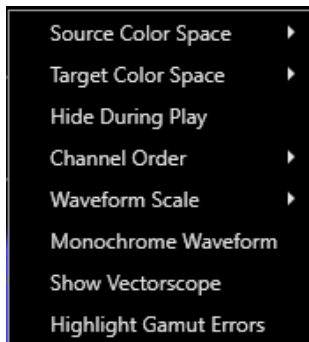 Source Color Space
Target Color Space
Hide During Play
Channel Order
Waveform Scale
Monochrome Waveform
Show Vectorscope
Highlight Gamut Errors